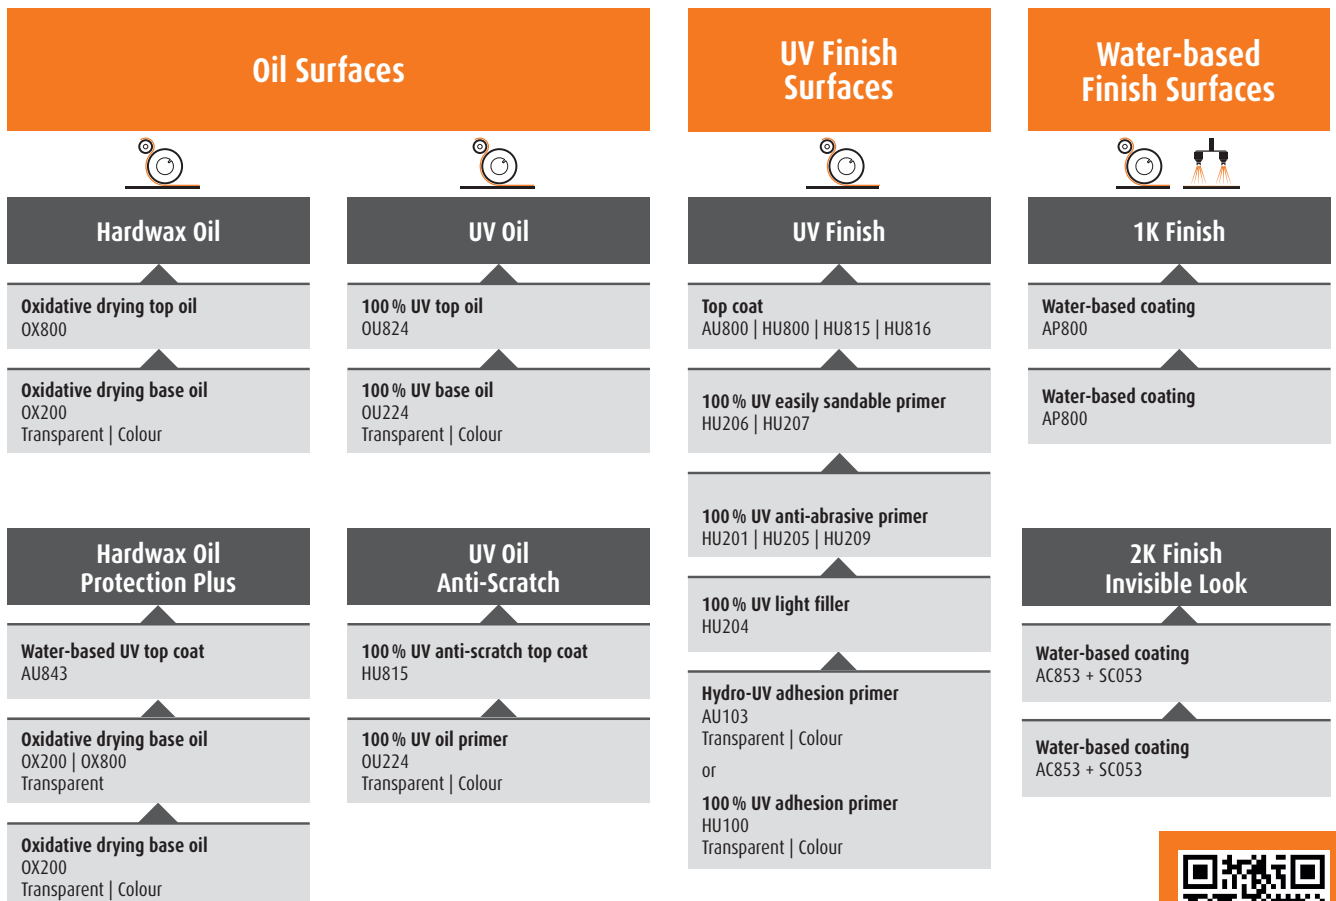 Oil Surfaces
Hardwax Oil
Oxidative drying top oil
OX800
Oxidative drying base oil
OX200
Transparent | Colour
Hardwax Oil
Protection Plus
Water-based UV top coat
AU843
Oxidative drying base oil
OX200 | OX800
Transparent
Oxidative drying base oil
OX200
Transparent | Colour
UV Oil
100 % UV top oil
OU824
100 % UV base oil
OU224
Transparent | Colour
UV Oil
Anti-Scratch
100 % UV anti-scratch top coat
HU815
100 % UV oil primer
OU224
Transparent | Colour
UV Finish
Surfaces
UV Finish
Top coat
AU800 | HU800 | HU815 | HU816
100 % UV easily sandable primer
HU206 | HU207
100 % UV anti-abrasive primer
HU201 | HU205 | HU209
100 % UV light filler
HU204
Hydro-UV adhesion primer
AU103
Transparent | Colour
or
100 % UV adhesion primer
HU100
Transparent | Colour
Water-based
Finish Surfaces
1K Finish
Water-based coating
AP800
Water-based coating
AP800
2K Finish
Invisible Look
Water-based coating
AC853 + SC053
Water-based coating
AC853 + SC053